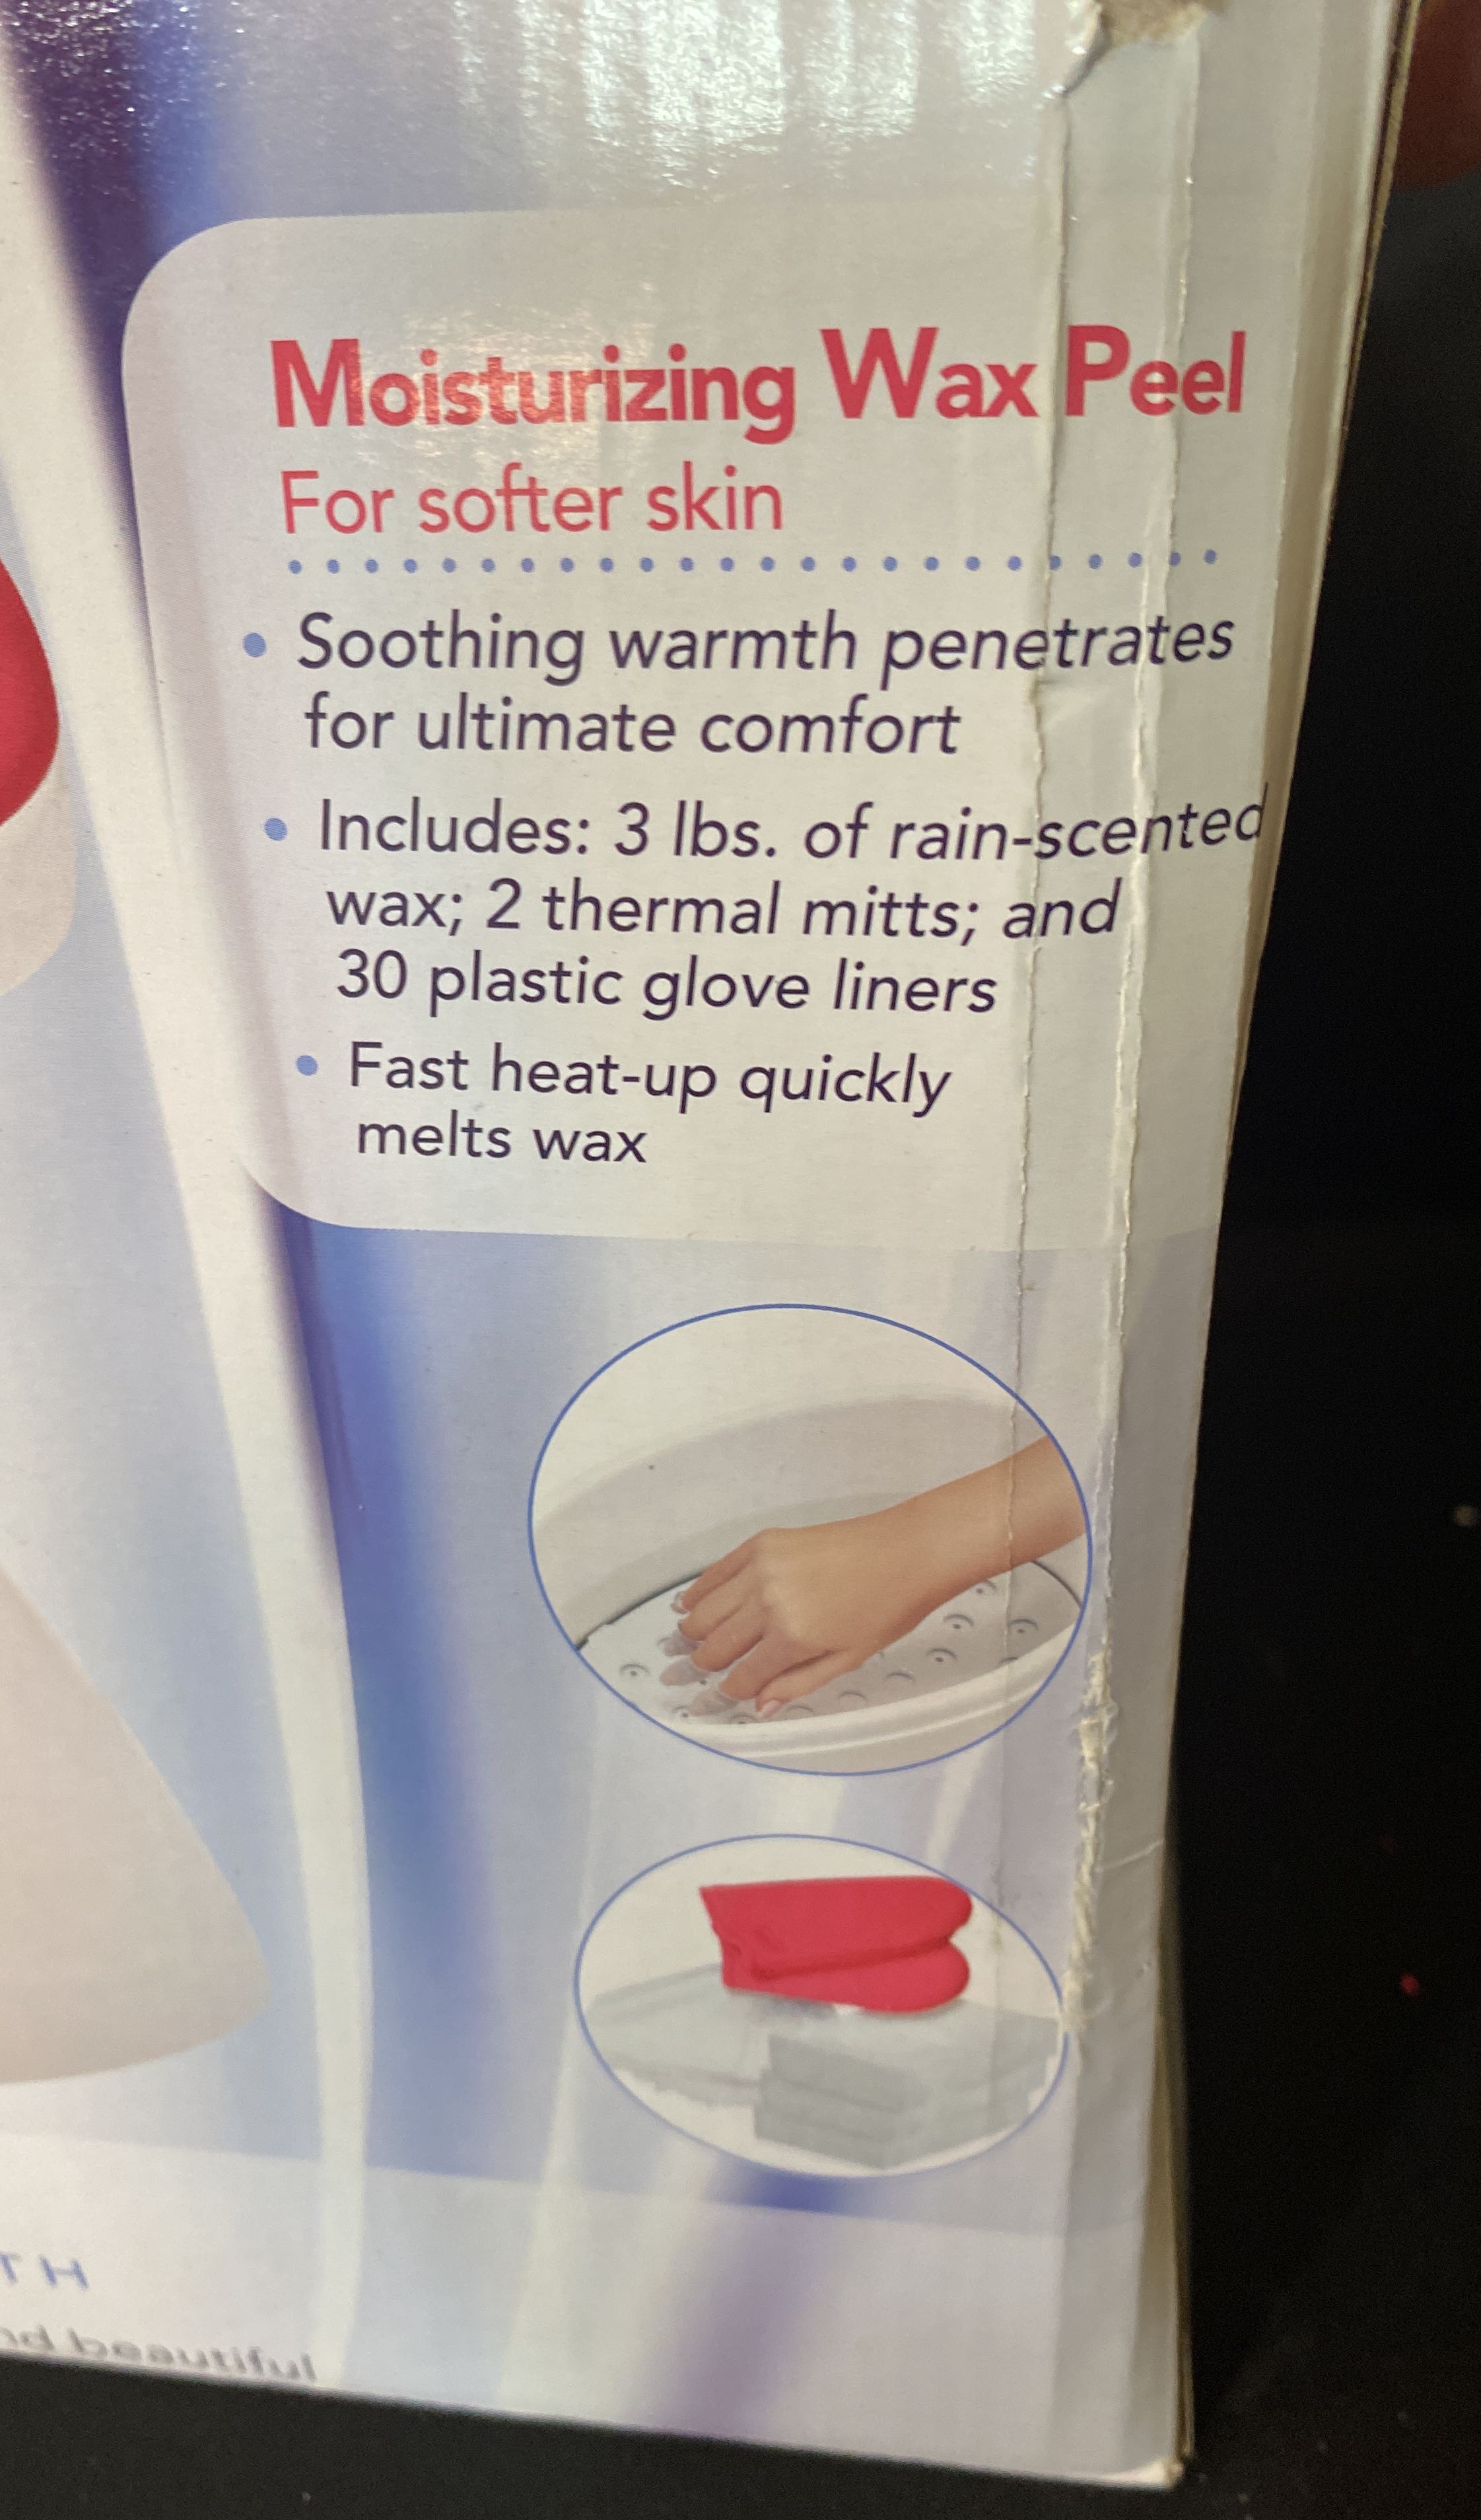 Moisturizing Wax Peel
For softer skin
• Soothing warmth penetrates
for ultimate comfort
• Includes: 3 lbs. of rain-scented
wax; 2 thermal mitts; and
30 plastic glove liners
• Fast heat-up quickly
melts wax
TH
beautiful